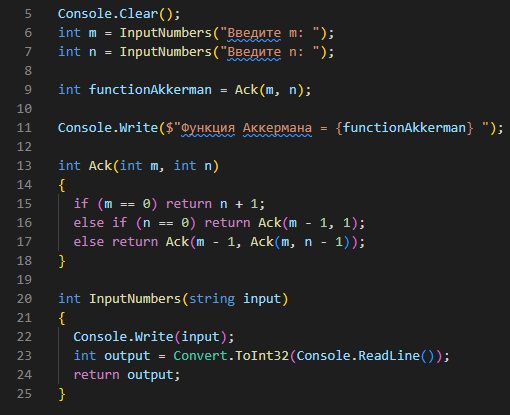 5 Console.Clear();
6 int m = InputNumbers("Введите m: ");
7 int n = InputNumbers("Введите n: ");
8
9 int functionAkkerman = Ack(m, n);
10
11 Console.Write($"Функция Аккермана = {functionAkkerman} ");
12
13 int Ack(int m, int n)
14 {
15 if (m == 0) return n + 1;
16 else if (n == 0) return Ack(m - 1, 1);
17 else return Ack(m - 1, Ack(m, n - 1));
18 }
19
20 int InputNumbers(string input)
21 {
22 Console.Write(input);
23 int output = Convert.ToInt32(Console.ReadLine());
24 return output;
25 }